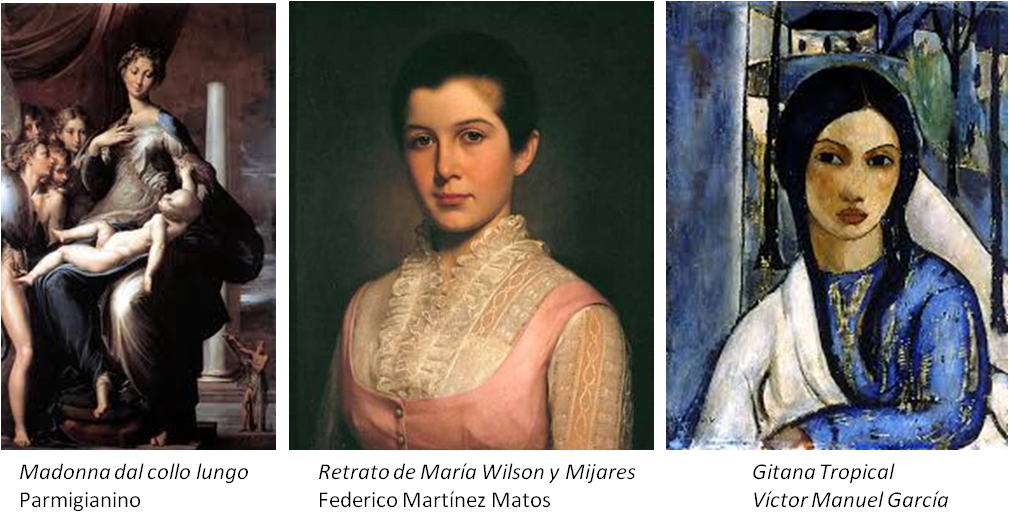 Madonna dal collo lungo
Parmigianino
Retrato de María Wilson y Mijares
Federico Martínez Matos
Gitana Tropical
Víctor Manuel García